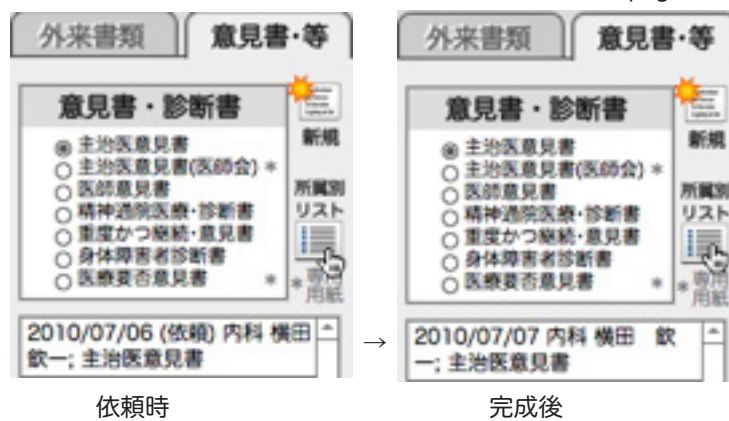 外来書類 意見書・等
意見書・診断書
新規
主治医意見書
主治医意見書(医師会) *
医師意見書
精神通院医療・診断書
重度かつ継続・意見書
身体障害者診断書
医療要否意見書 *
所属別
リスト
*専用
用紙
2010/07/06 (依頼) 内科 横田
欽一; 主治医意見書
依頼時
→
外来書類 意見書・等
意見書・診断書
新規
主治医意見書
主治医意見書(医師会) *
医師意見書
精神通院医療・診断書
重度かつ継続・意見書
身体障害者診断書
医療要否意見書 *
所属別
リスト
*専用
用紙
2010/07/07 内科 横田 欽
一; 主治医意見書
完成後